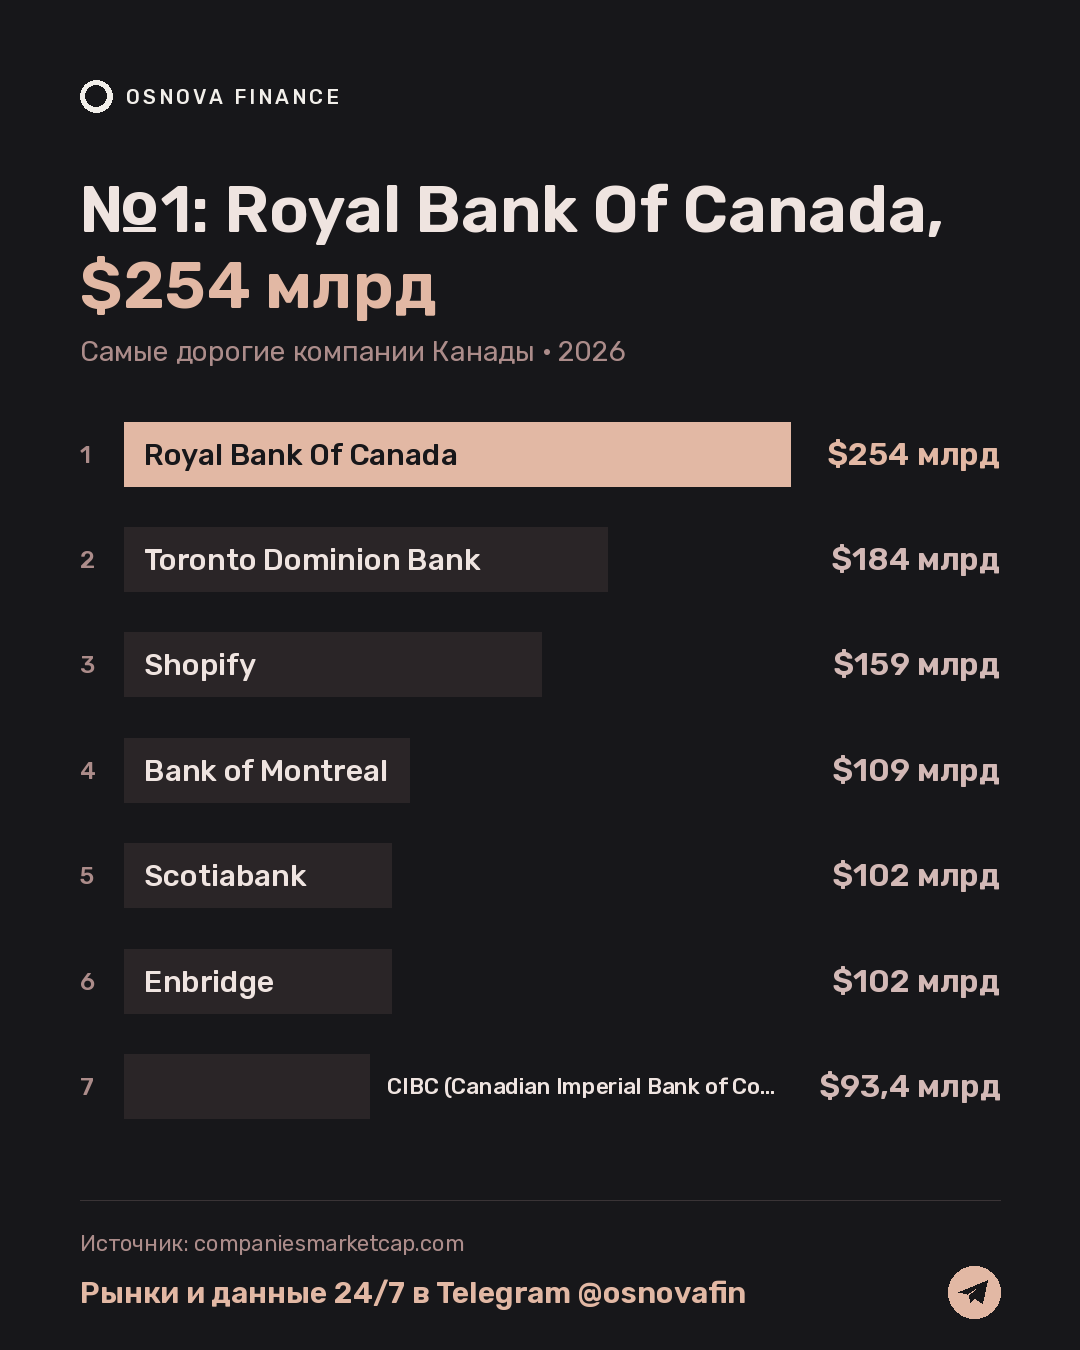 OSNOVA FINANCE
№1: Royal Bank Of Canada,
$254 млрд
Самые дорогие компании Канады • 2026
1 Royal Bank Of Canada $254 млрд
2 Toronto Dominion Bank $184 млрд
3 Shopify $159 млрд
4 Bank of Montreal $109 млрд
5 Scotiabank $102 млрд
6 Enbridge $102 млрд
7 CIBC (Canadian Imperial Bank of Co... $93,4 млрд
Источник: companiesmarketcap.com
Рынки и данные 24/7 в Telegram @osnovafin